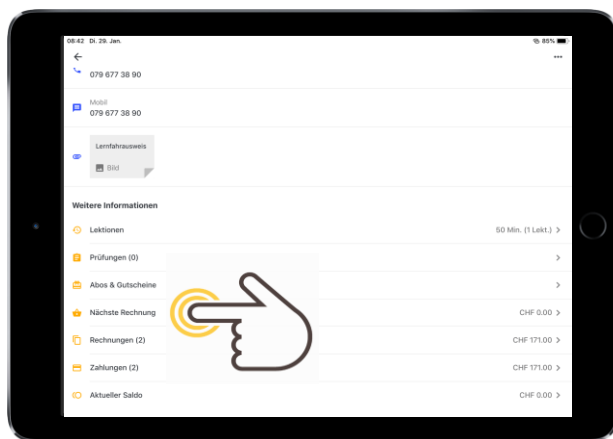 08:42 Di. 29. Jan. 85%
079 677 38 90
Mobil
079 677 38 90
Lernfahrausweis
Bild
Weitere Informationen
Lektionen 50 Min. (1 Lekt.)
Prüfungen (0)
Abos & Gutscheine
Nächste Rechnung CHF 0.00
Rechnungen (2) CHF 171.00
Zahlungen (2) CHF 171.00
Aktueller Saldo CHF 0.00